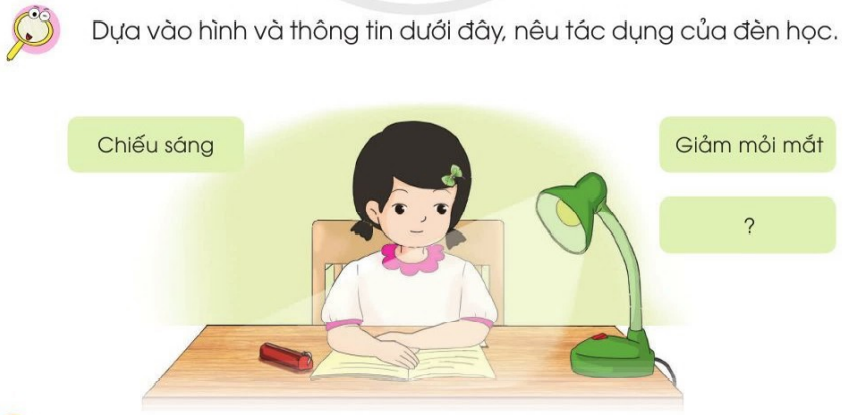 Dựa vào hình và thông tin dưới đây, nêu tác dụng của đèn học.
Chiếu sáng
Giảm mỏi mắt
?